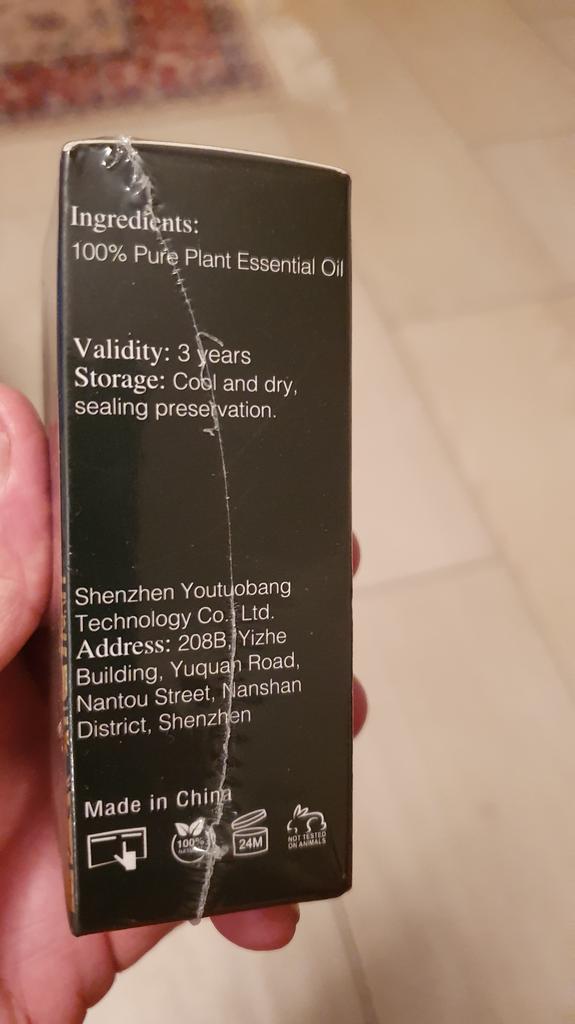 Ingredients:
100% Pure Plant Essential Oil
Validity: 3 years
Storage: Cool and dry,
sealing preservation.
Shenzhen Youtuobang
Technology Co., Ltd.
Address: 208B, Yizhe
Building, Yuquan Road,
Nantou Street, Nanshan
District, Shenzhen
Made in China
100%
24M
NOT TESTED
ON ANIMALS